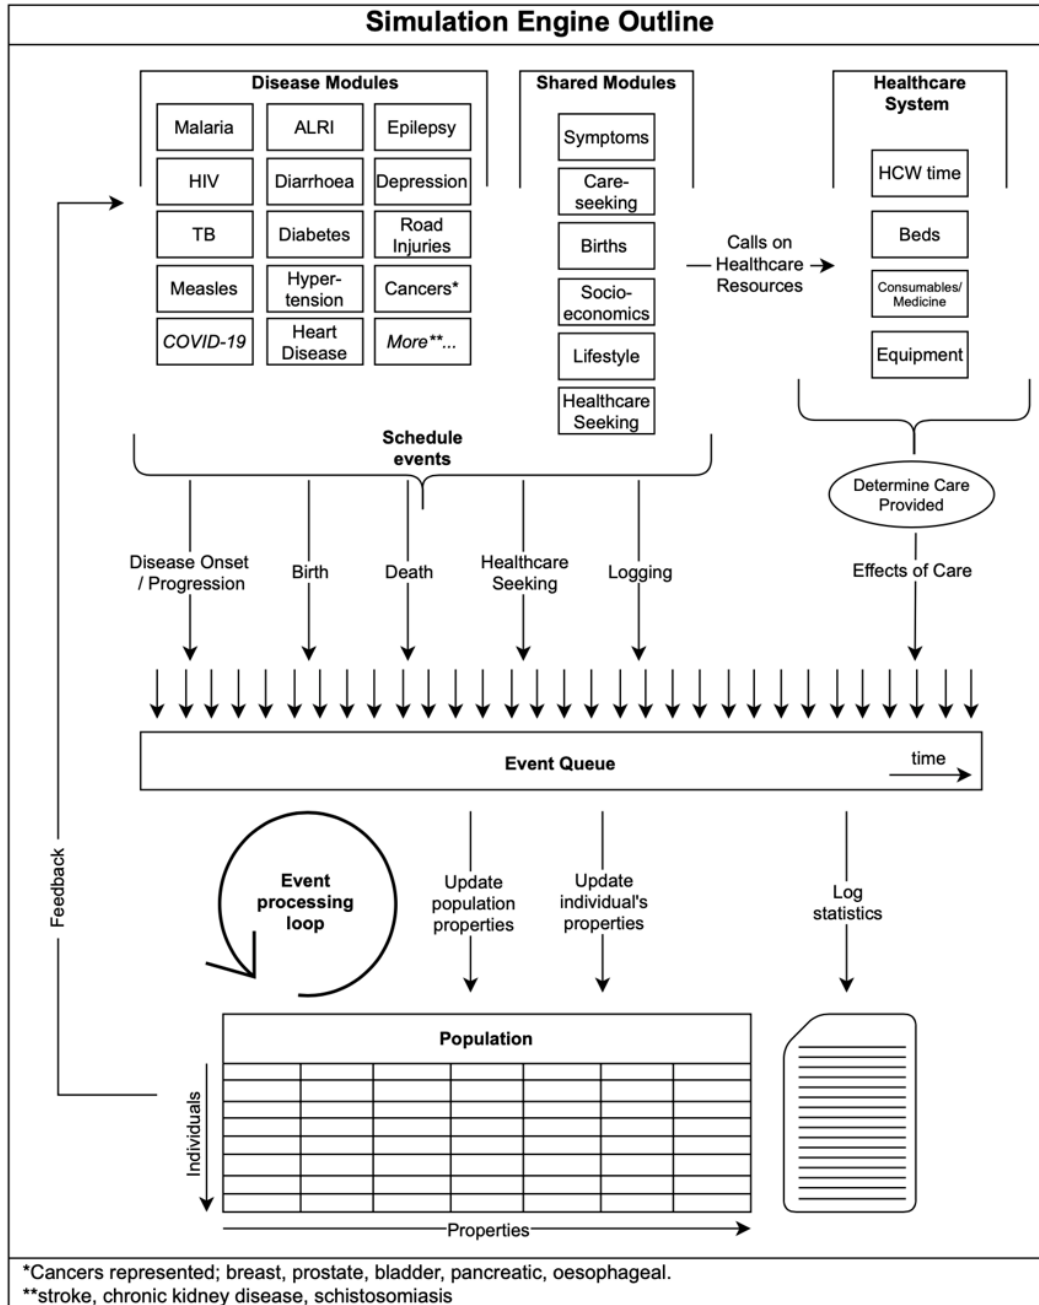 Simulation Engine Outline
Disease Modules
Malaria
ALRI
Epilepsy
HIV
Diarrhoea
Depression
TB
Diabetes
Road
Injuries
Measles
Hyper-
tension
Cancers*
COVID-19
Heart
Disease
More**...
Shared Modules
Symptoms
Care-
seeking
Births
Socio-
economics
Lifestyle
Healthcare
Seeking
Calls on
Healthcare
Resources
Healthcare
System
HCW time
Beds
Consumables/
Medicine
Equipment
Schedule
events
Determine Care
Provided
Disease Onset
/ Progression
Birth
Death
Healthcare
Seeking
Logging
Effects of Care
Event Queue
time
Feedback
Event
processing
loop
Update
population
properties
Update
individual's
properties
Log
statistics
Population
Individuals
Properties
*Cancers represented; breast, prostate, bladder, pancreatic, oesophageal.
**stroke, chronic kidney disease, schistosomiasis